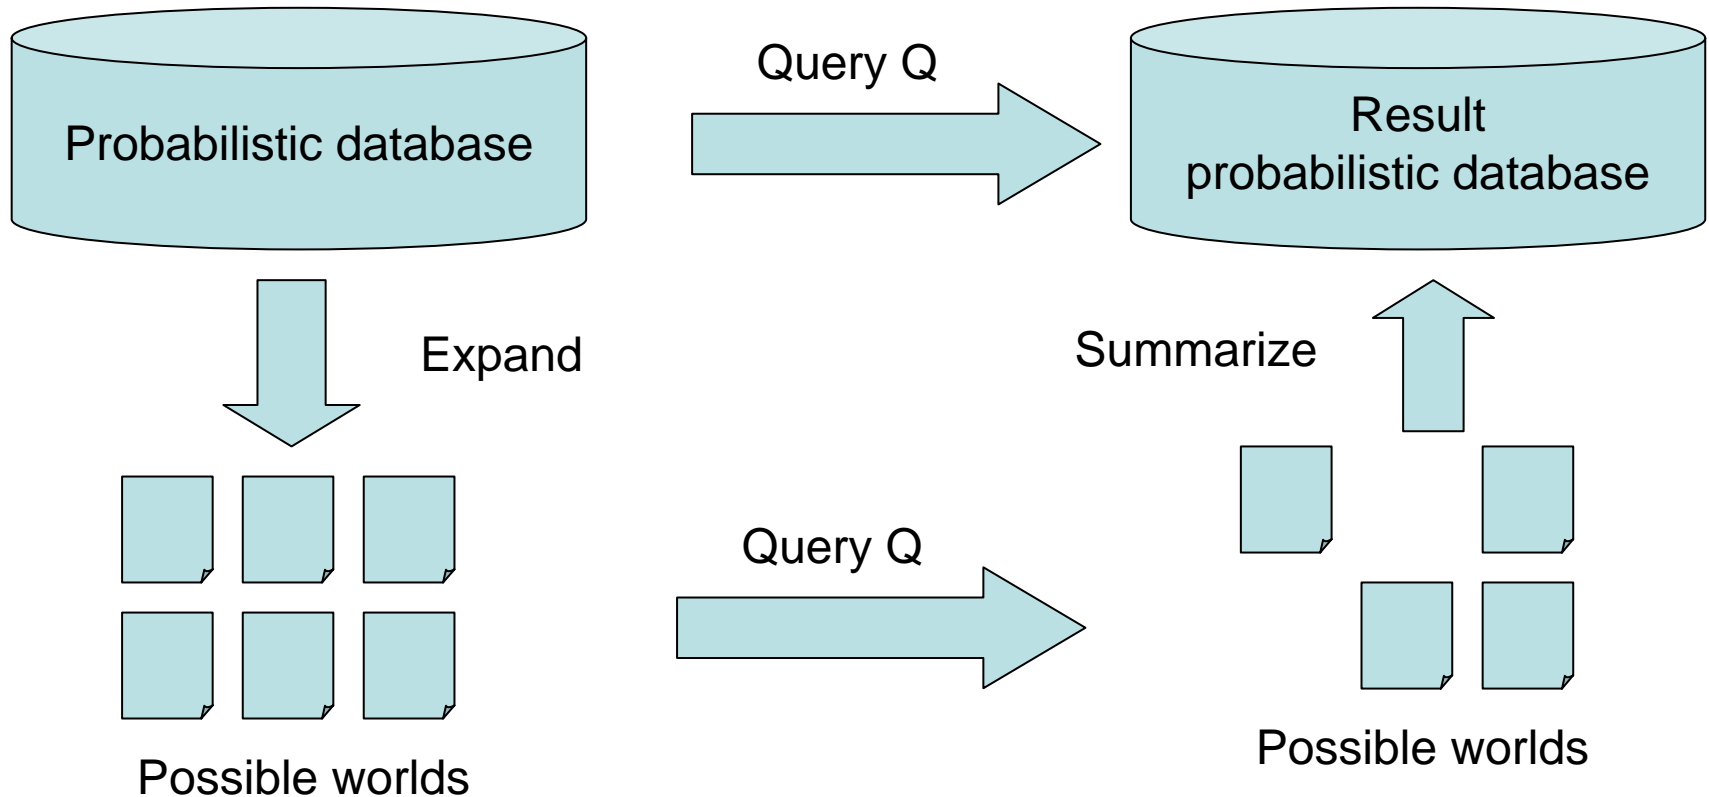 Probabilistic database
Query Q
Result
probabilistic database
Expand
Summarize
Query Q
Possible worlds
Possible worlds